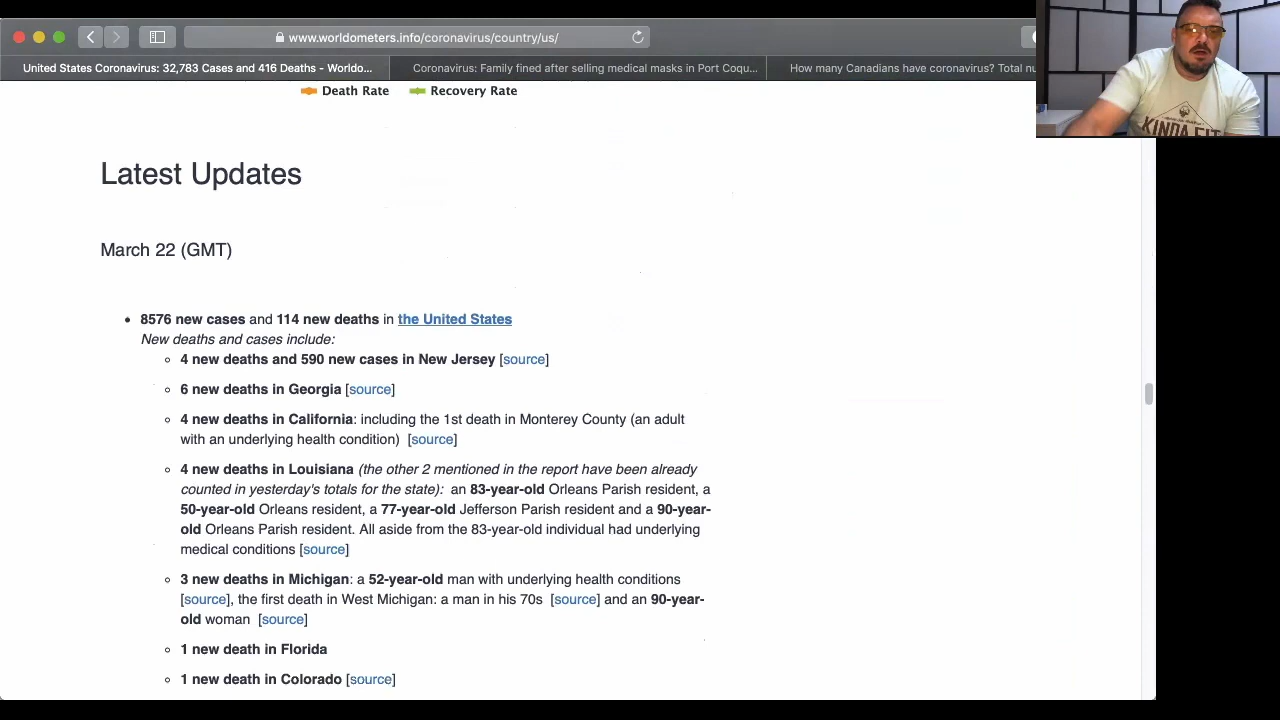 www.worldometers.info/coronavirus/country/us/
United States Coronavirus: 32,783 Cases and 416 Deaths - Worldo...
Coronavirus: Family fined after selling medical masks in Port Coqu...
How many Canadians have coronavirus? Total nu
KINDA FIT
Death Rate
Recovery Rate
Latest Updates
March 22 (GMT)
8576 new cases and 114 new deaths in the United States
New deaths and cases include:
4 new deaths and 590 new cases in New Jersey [source]
6 new deaths in Georgia [source]
4 new deaths in California: including the 1st death in Monterey County (an adult
with an underlying health condition) [source]
4 new deaths in Louisiana (the other 2 mentioned in the report have been already
counted in yesterday's totals for the state): an 83-year-old Orleans Parish resident, a
50-year-old Orleans resident, a 77-year-old Jefferson Parish resident and a 90-year-
old Orleans Parish resident. All aside from the 83-year-old individual had underlying
medical conditions [source]
3 new deaths in Michigan: a 52-year-old man with underlying health conditions
[source], the first death in West Michigan: a man in his 70s [source] and an 90-year-
old woman [source]
1 new death in Florida
1 new death in Colorado [source]